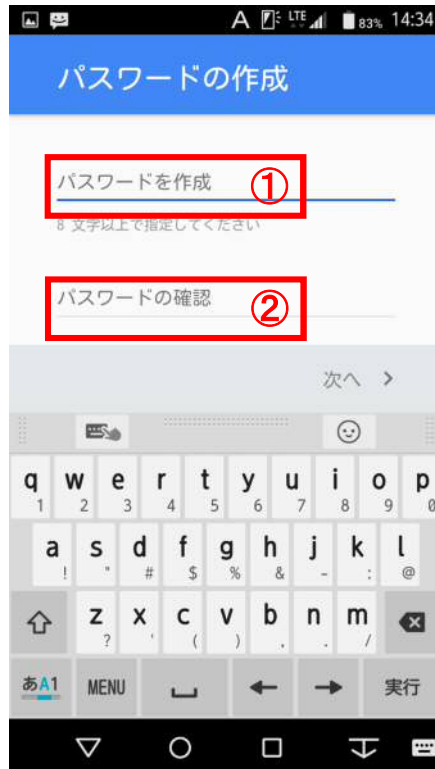 A LTE 83% 14:34
パスワードの作成
パスワードを作成 ①
8 文字以上で指定してください
パスワードの確認 ②
次へ >
q w e r t y u i o p
1 2 3 4 5 6 7 8 9 0
a s d f g h j k l
! " # $ % & - : @
z x c v b n m
? ' ( ) , . /
あA1 MENU 実行